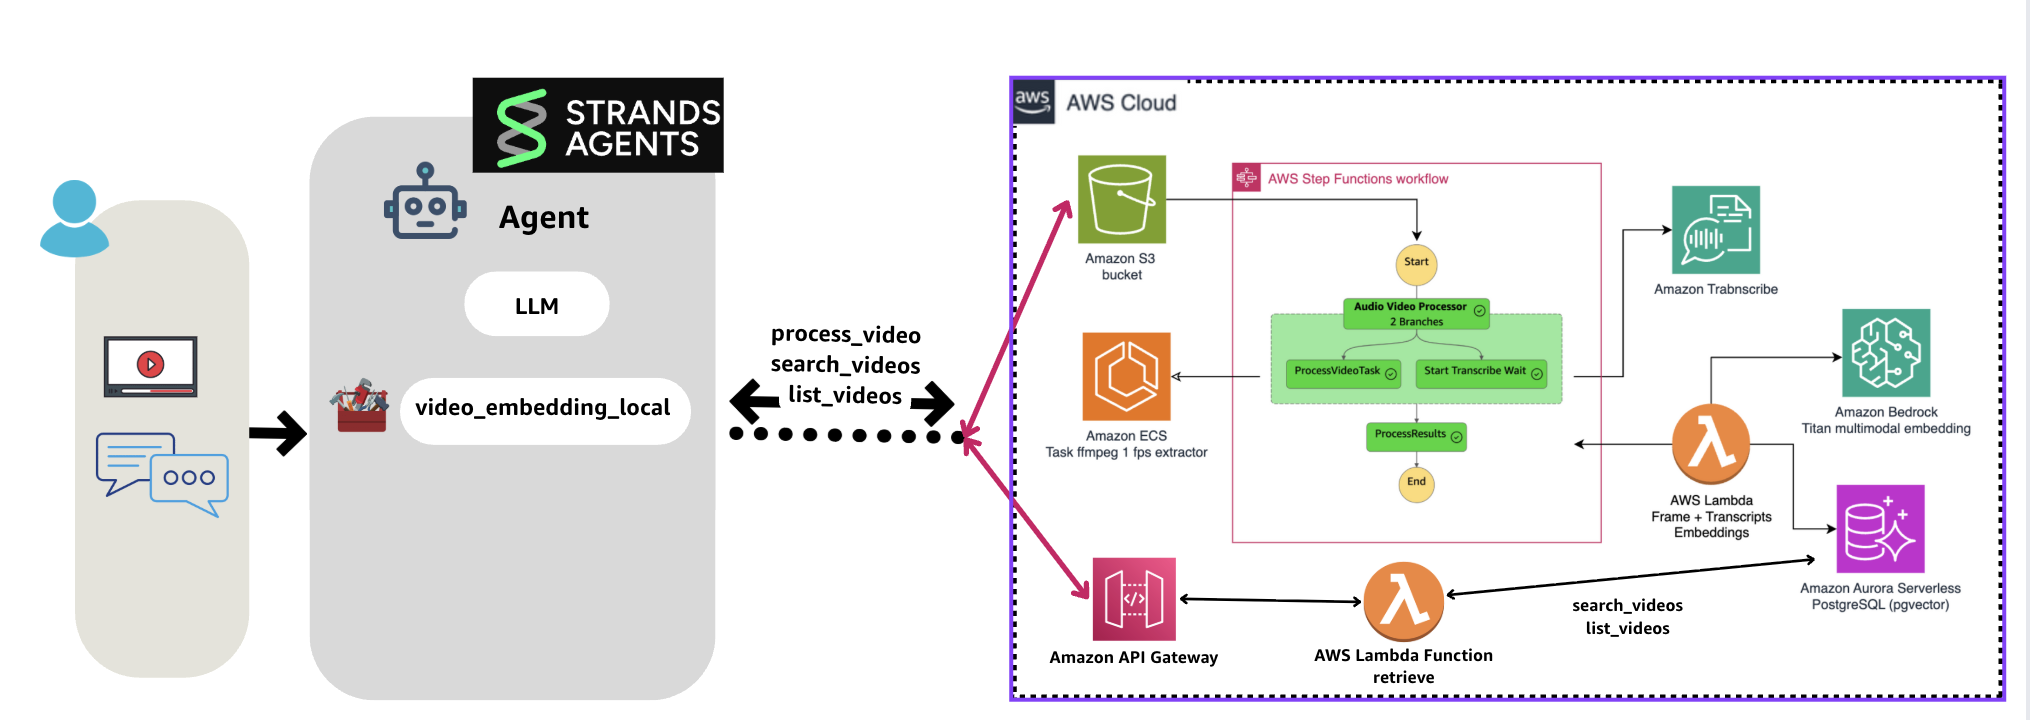 STRANDS
AGENTS
Agent
LLM
video_embedding_local
process_video
search_videos
list_videos
aws
AWS Cloud
Amazon S3
bucket
AWS Step Functions workflow
Start
Audio Video Processor
2 Branches
ProcessVideoTask
Start Transcribe Wait
ProcessResults
End
Amazon ECS
Task ffmpeg 1 fps extractor
Amazon Trabnscribe
Amazon Bedrock
Titan multimodal embedding
AWS Lambda
Frame + Transcripts
Embeddings
Amazon Aurora Serverless
PostgreSQL (pgvector)
search_videos
list_videos
</>
Amazon API Gateway
AWS Lambda Function
retrieve